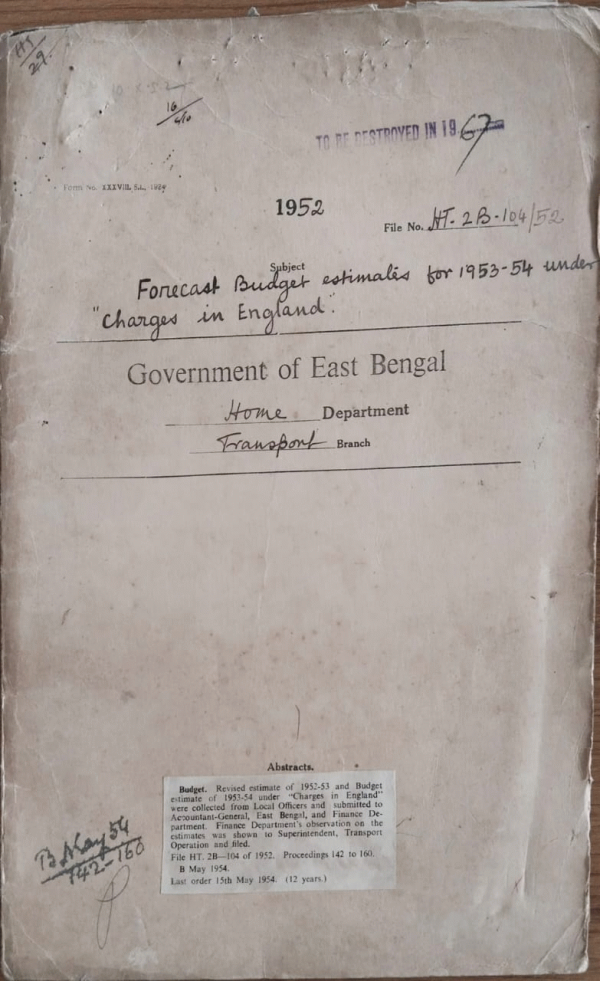 HJ
29
16
4/10
TO BE DESTROYED IN 1967
Form No. XXXVIII, S.L., 1924
1952
File No. HT. 2B-104/52
Subject
Forecast Budget estimates for 1953-54 under
"Charges in England".
Government of East Bengal
Home Department
Transport Branch
Abstracts.
Budget. Revised estimate of 1952-53 and Budget
estimate of 1953-54 under "Charges in England"
were collected from Local Officers and submitted to
Accountant-General, East Bengal, and Finance De-
partment. Finance Department's observation on the
estimates was shown to Superintendent, Transport
Operation and filed.
File HT. 2B—104 of 1952. Proceedings 142 to 160.
B May 1954.
Last order 15th May 1954. (12 years.)
B May 54
142-160